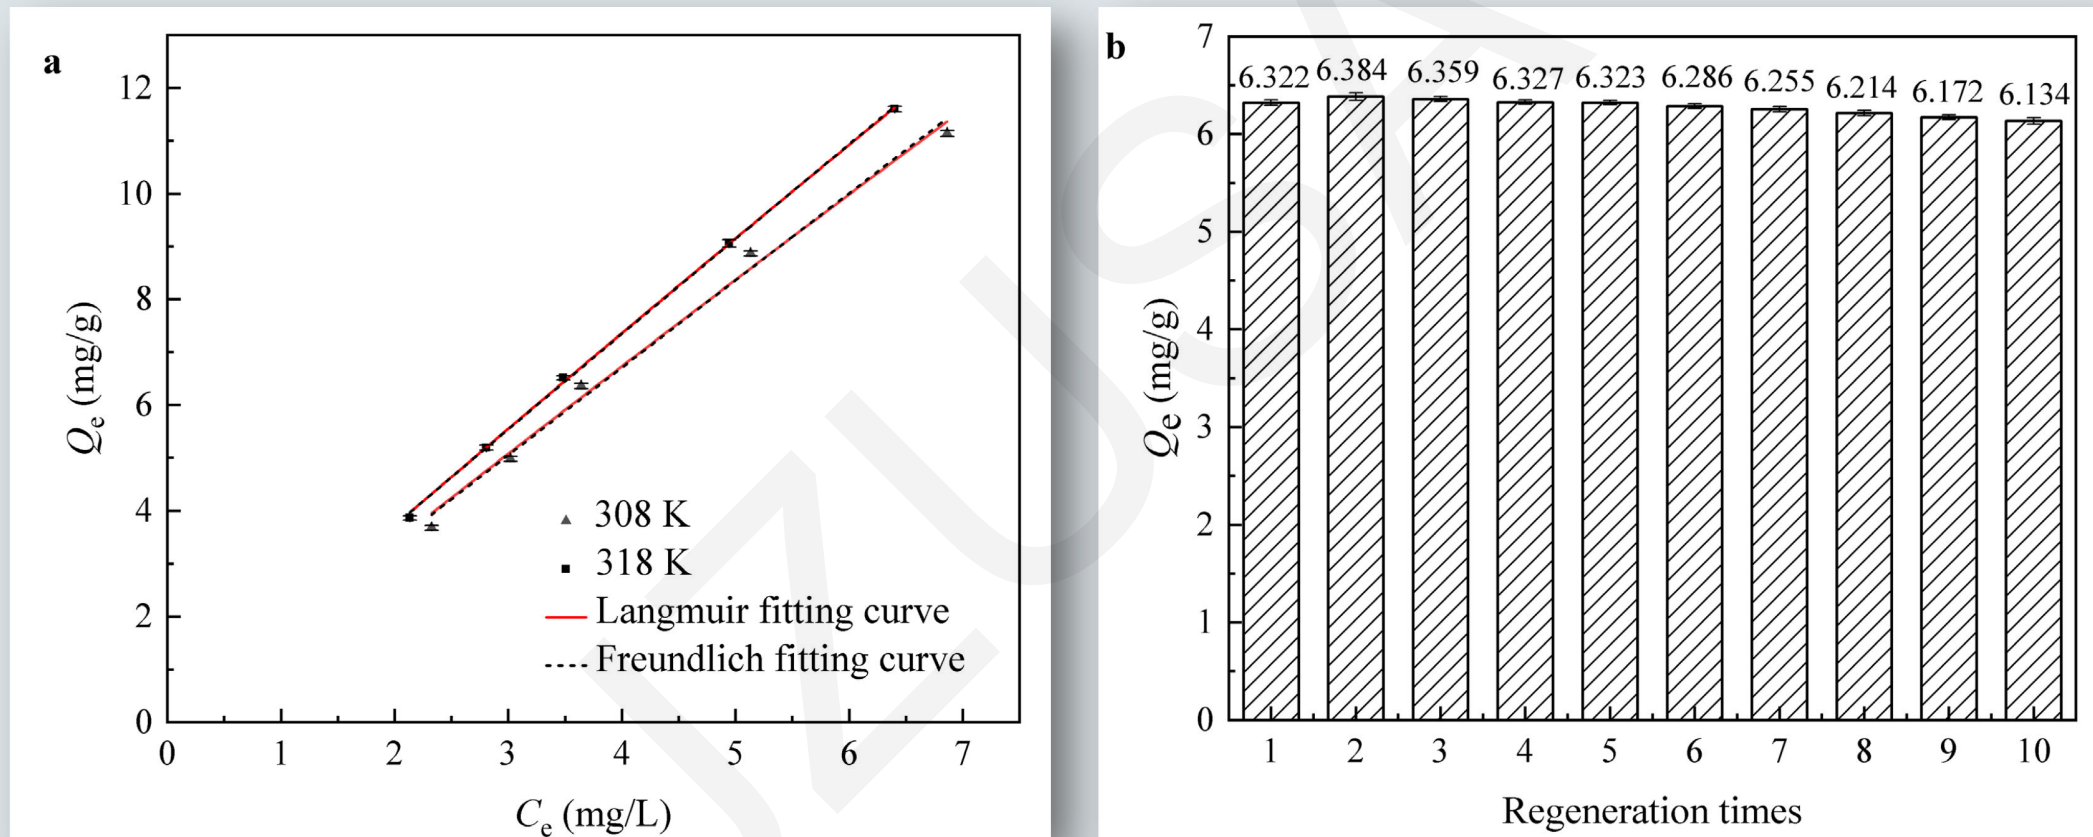 a
12
10
8
6
4
2
0
Qe (mg/g)
308 K
318 K
Langmuir fitting curve
Freundlich fitting curve
0 1 2 3 4 5 6 7
Ce (mg/L)
b
7
6
5
4
3
2
1
0
Qe (mg/g)
6.322 6.384 6.359 6.327 6.323 6.286 6.255 6.214 6.172 6.134
1 2 3 4 5 6 7 8 9 10
Regeneration times
JZUSA